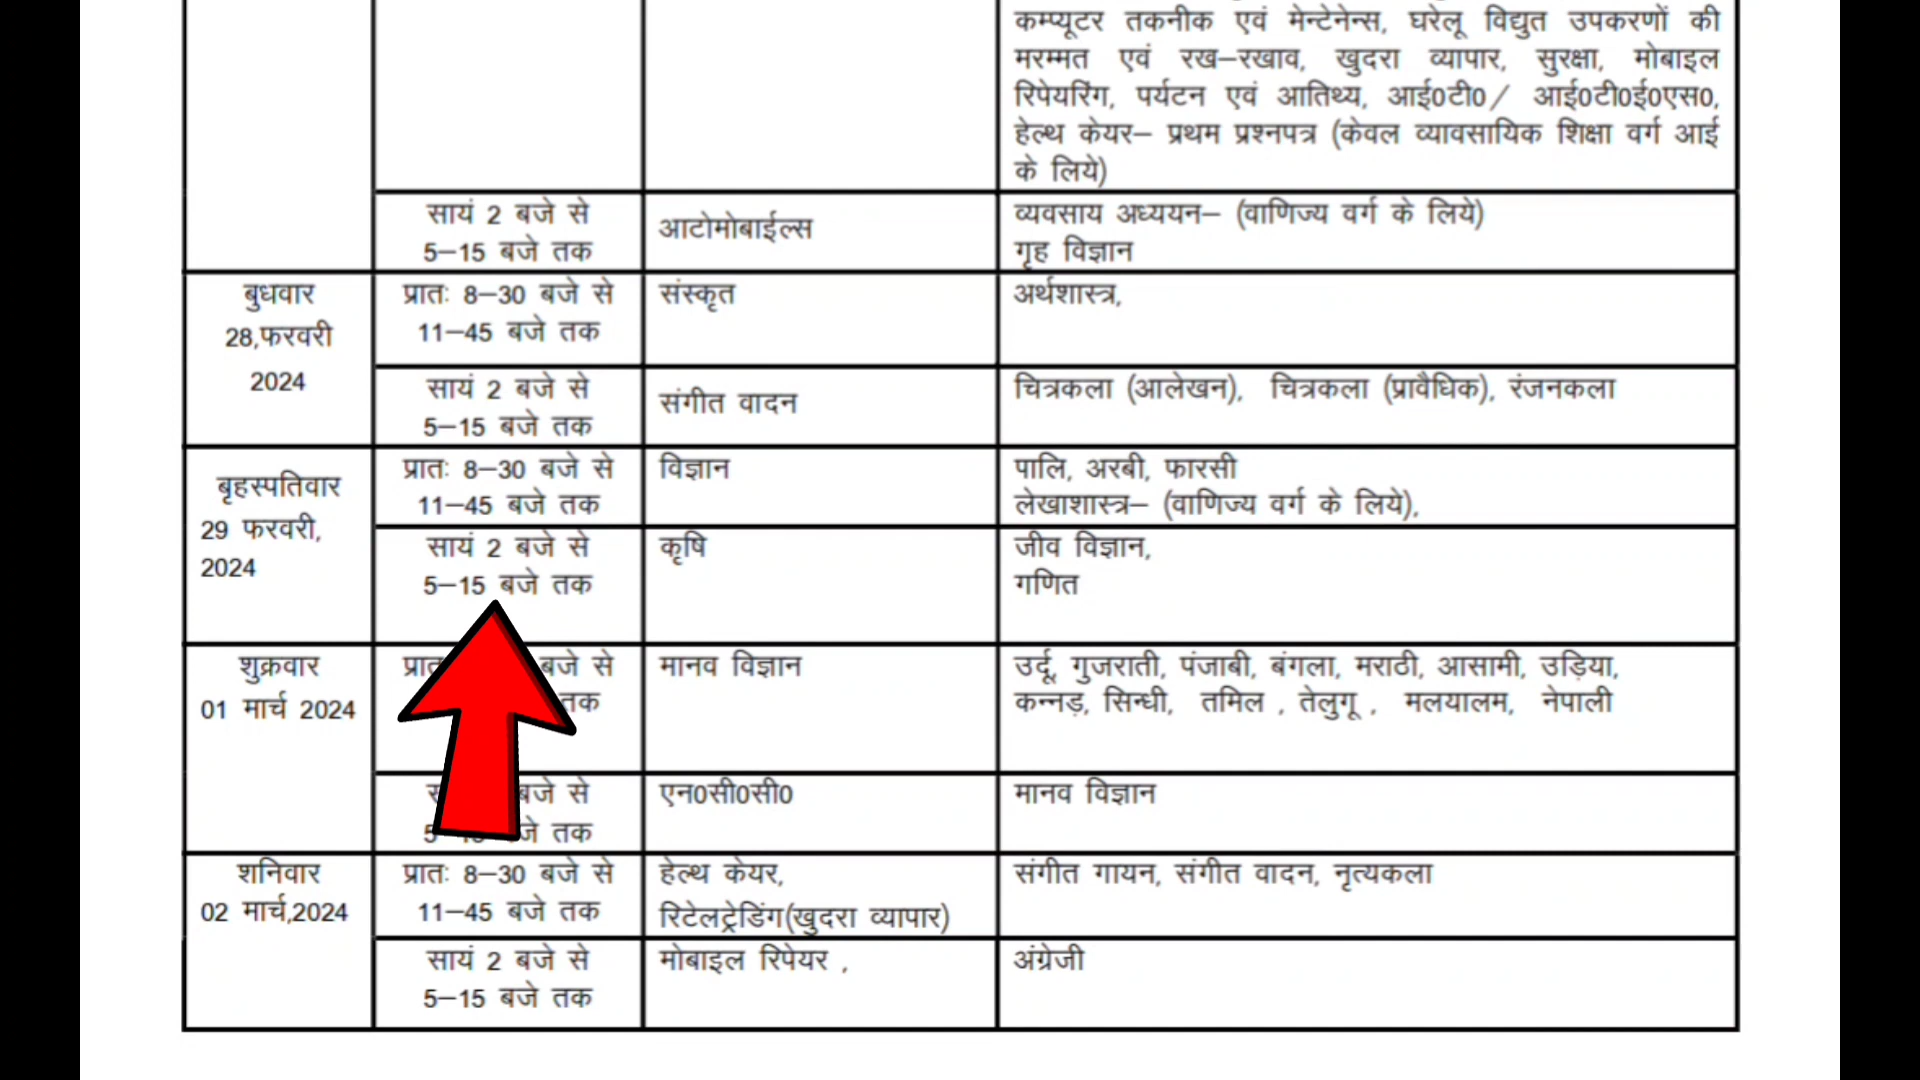 कम्प्यूटर तकनीक एवं मेन्टेनेन्स, घरेलू विद्युत उपकरणों की
मरम्मत एवं रख–रखाव, खुदरा व्यापार, सुरक्षा, मोबाइल
रिपेयरिंग, पर्यटन एवं आतिथ्य, आई0टी0/ आई0टी0ई0एस0,
हेल्थ केयर– प्रथम प्रश्नपत्र (केवल व्यावसायिक शिक्षा वर्ग आई
के लिये)
सायं 2 बजे से
5–15 बजे तक
आटोमोबाईल्स
व्यवसाय अध्ययन– (वाणिज्य वर्ग के लिये)
गृह विज्ञान
बुधवार
28,फरवरी
2024
प्रातः 8–30 बजे से
11–45 बजे तक
संस्कृत
अर्थशास्त्र,
सायं 2 बजे से
5–15 बजे तक
संगीत वादन
चित्रकला (आलेखन), चित्रकला (प्रावैधिक), रंजनकला
बृहस्पतिवार
29 फरवरी,
2024
प्रातः 8–30 बजे से
11–45 बजे तक
विज्ञान
पालि, अरबी, फारसी
लेखाशास्त्र– (वाणिज्य वर्ग के लिये),
सायं 2 बजे से
5–15 बजे तक
कृषि
जीव विज्ञान,
गणित
शुक्रवार
01 मार्च 2024
बजे से
तक
मानव विज्ञान
उर्दू, गुजराती, पंजाबी, बंगला, मराठी, आसामी, उड़िया,
कन्नड़, सिन्धी, तमिल , तेलुगू , मलयालम, नेपाली
बजे से
तक
एन0सी0सी0
मानव विज्ञान
शनिवार
02 मार्च,2024
प्रातः 8–30 बजे से
11–45 बजे तक
हेल्थ केयर,
रिटेलट्रेडिंग(खुदरा व्यापार)
संगीत गायन, संगीत वादन, नृत्यकला
सायं 2 बजे से
5–15 बजे तक
मोबाइल रिपेयर ,
अंग्रेजी